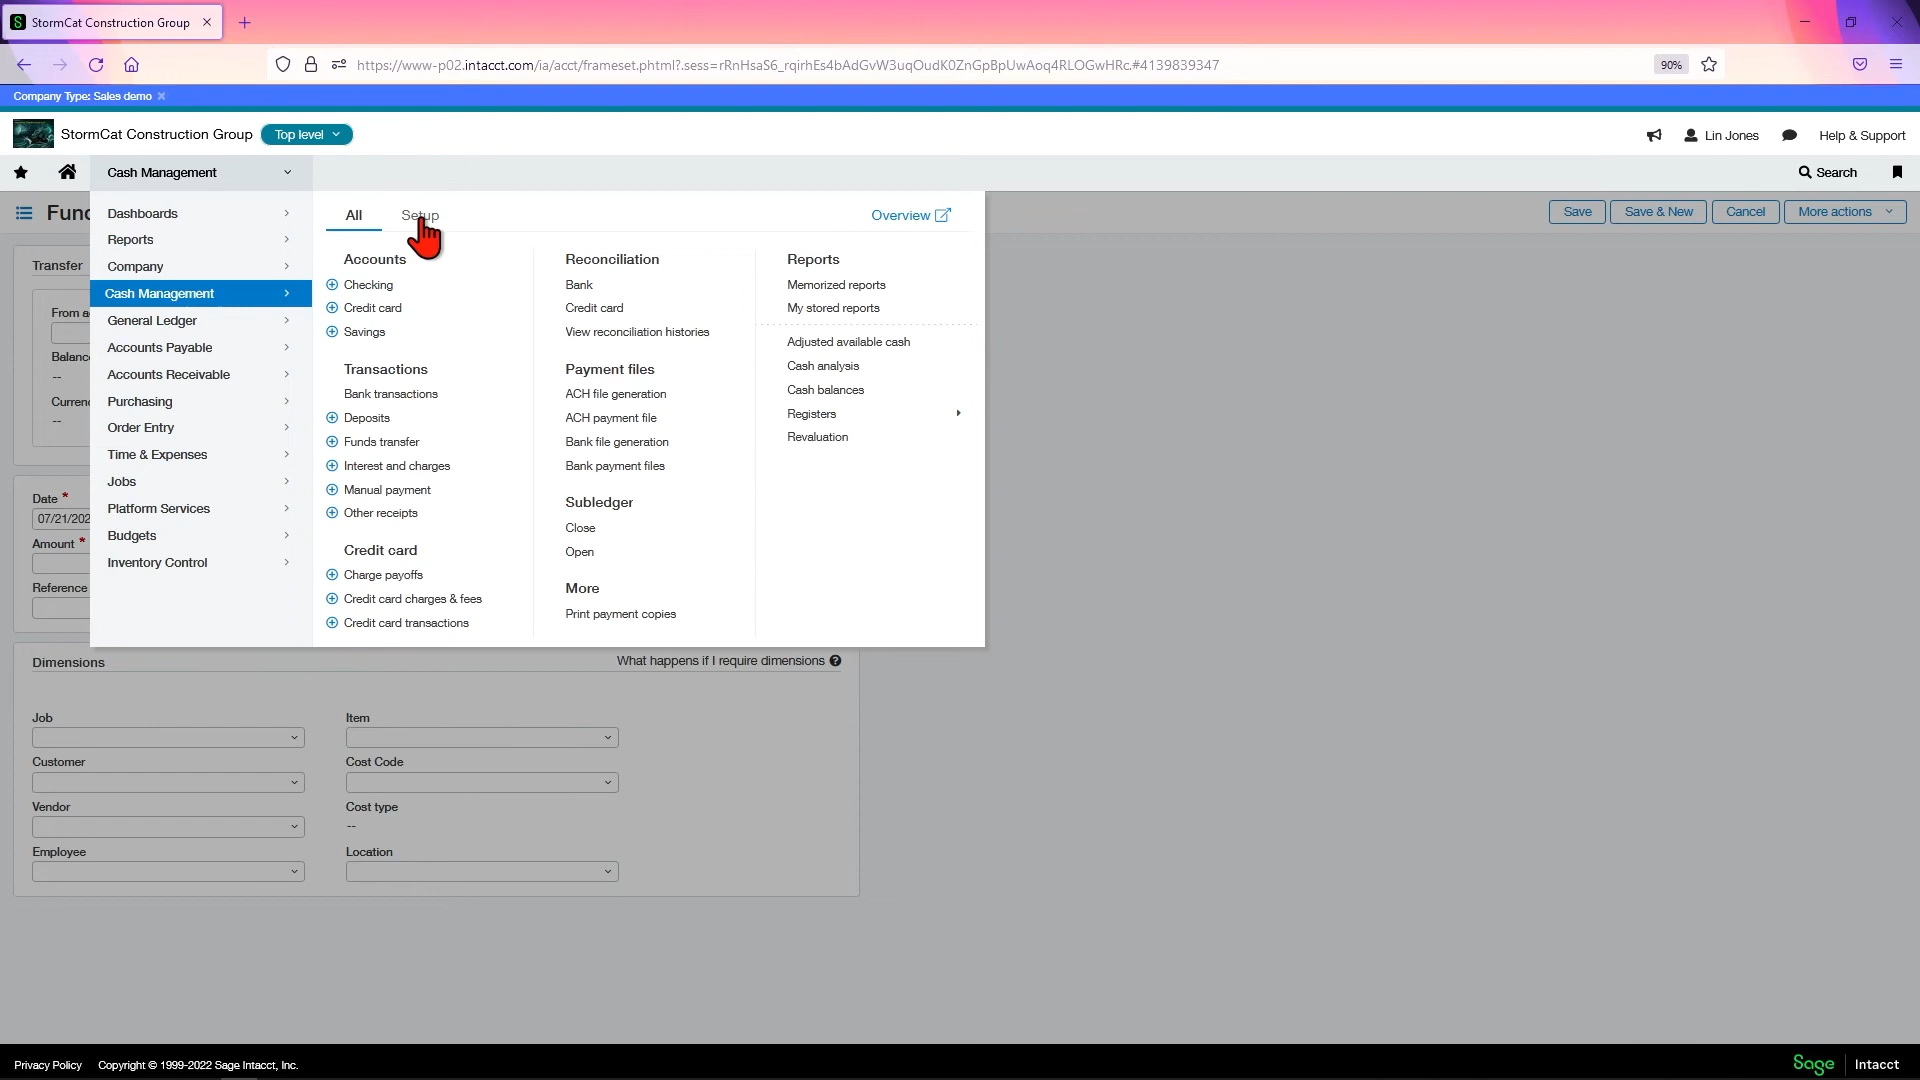 StormCat Construction Group
https://www-p02.intacct.com/ia/acct/frameset.phtml?.sess=rRnHsaS6_rqirhEs4bAdGvW3uqOudK0ZnGpBpUwAoq4RLOGwHRc.#4139839347
90%
Company Type: Sales demo
StormCat Construction Group
Top level
Lin Jones
Help & Support
Cash Management
Search
Func
Save
Save & New
Cancel
More actions
Dashboards
Reports
Company
Cash Management
General Ledger
Accounts Payable
Accounts Receivable
Purchasing
Order Entry
Time & Expenses
Jobs
Platform Services
Budgets
Inventory Control
All
Setup
Overview
Accounts
Checking
Credit card
Savings
Transactions
Bank transactions
Deposits
Funds transfer
Interest and charges
Manual payment
Other receipts
Credit card
Charge payoffs
Credit card charges & fees
Credit card transactions
Reconciliation
Bank
Credit card
View reconciliation histories
Payment files
ACH file generation
ACH payment file
Bank file generation
Bank payment files
Subledger
Close
Open
More
Print payment copies
Reports
Memorized reports
My stored reports
Adjusted available cash
Cash analysis
Cash balances
Registers
Revaluation
Transfer
From a
Balanc
--
Curren
--
Date *
07/21/202
Amount *
Reference
Dimensions
What happens if I require dimensions
Job
Item
Customer
Cost Code
Vendor
Cost type
--
Employee
Location
Privacy Policy
Copyright © 1999-2022 Sage Intacct, Inc.
Sage
Intacct